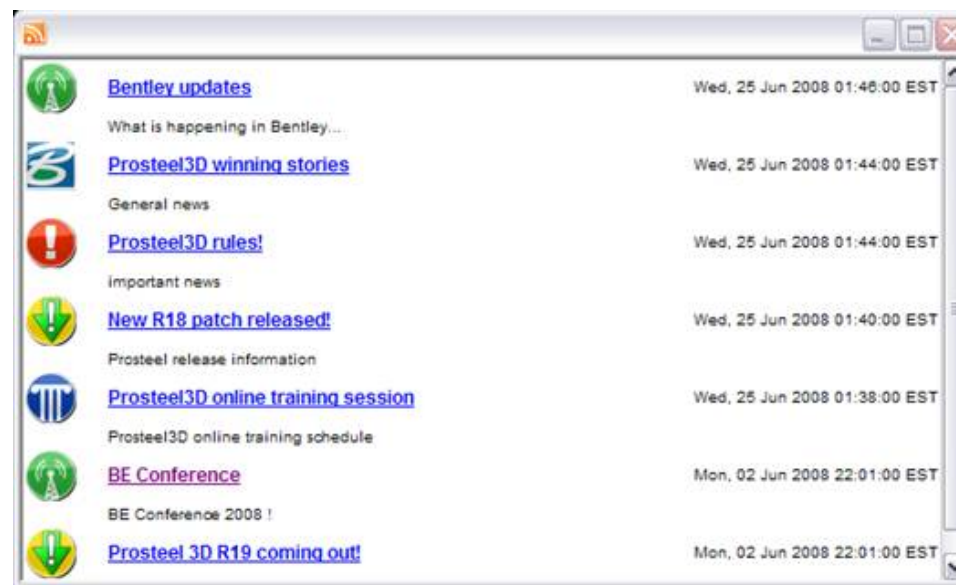 Bentley updates Wed, 25 Jun 2008 01:46:00 EST
What is happening in Bentley...
Prosteel3D winning stories Wed, 25 Jun 2008 01:44:00 EST
General news
Prosteel3D rules! Wed, 25 Jun 2008 01:44:00 EST
important news
New R18 patch released! Wed, 25 Jun 2008 01:40:00 EST
Prosteel release information
Prosteel3D online training session Wed, 25 Jun 2008 01:38:00 EST
Prosteel3D online training schedule
BE Conference Mon, 02 Jun 2008 22:01:00 EST
BE Conference 2008 !
Prosteel 3D R19 coming out! Mon, 02 Jun 2008 22:01:00 EST